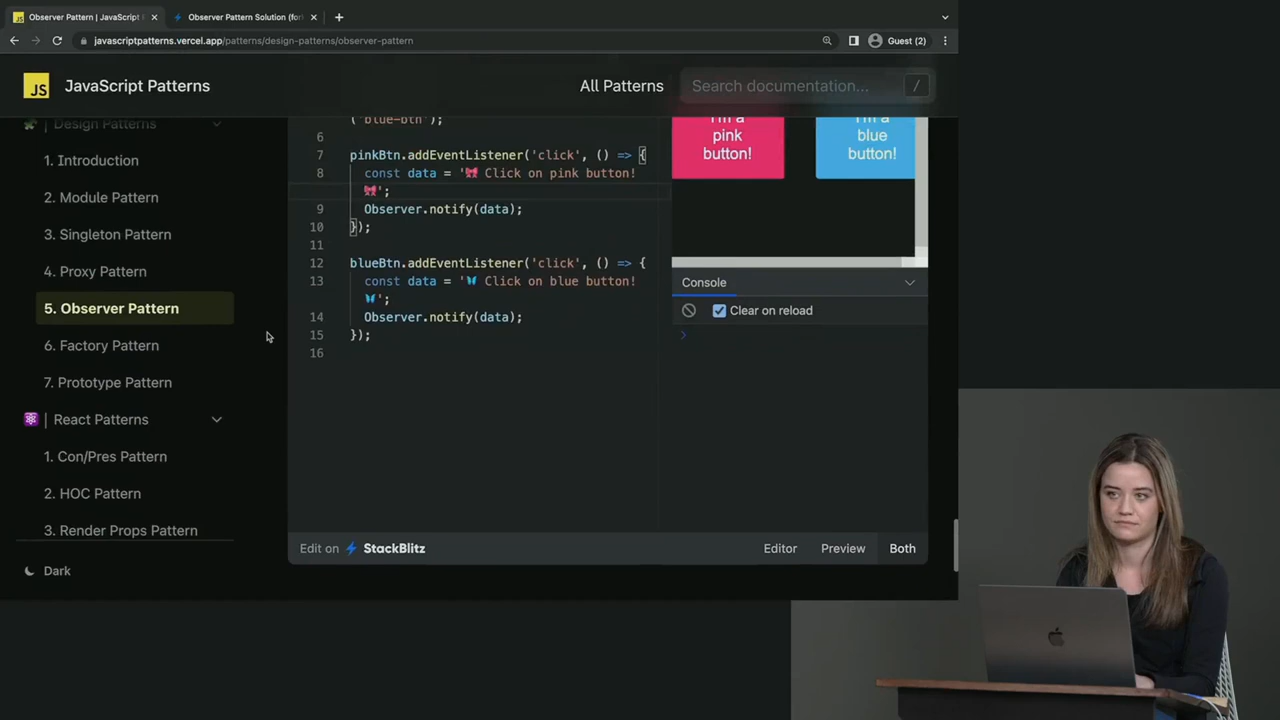 Observer Pattern | JavaScript
Observer Pattern Solution (for
javascriptpatterns.vercel.app/patterns/design-patterns/observer-pattern
Guest (2)
JS
JavaScript Patterns
All Patterns
Search documentation...
/
Design Patterns
1. Introduction
2. Module Pattern
3. Singleton Pattern
4. Proxy Pattern
5. Observer Pattern
6. Factory Pattern
7. Prototype Pattern
React Patterns
1. Con/Pres Pattern
2. HOC Pattern
3. Render Props Pattern
Dark
("blue-btn");
6
7 pinkBtn.addEventListener('click', () => {
8 const data = '🎀 Click on pink button!
🎀';
9 Observer.notify(data);
10 });
11
12 blueBtn.addEventListener('click', () => {
13 const data = '🦋 Click on blue button!
🦋';
14 Observer.notify(data);
15 });
16
I'm a
pink
button!
I'm a
blue
button!
Console
Clear on reload
Edit on
StackBlitz
Editor
Preview
Both